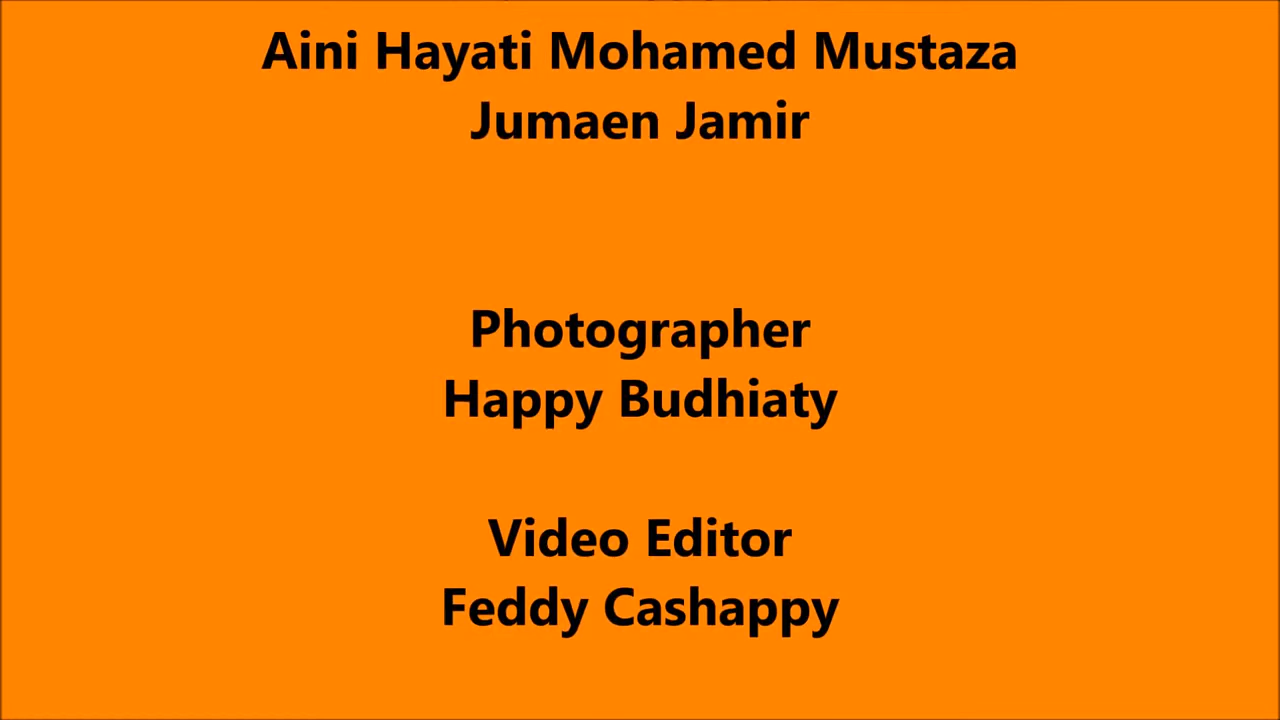 Aini Hayati Mohamed Mustaza
Jumaen Jamir
Photographer
Happy Budhiaty
Video Editor
Feddy Cashappy